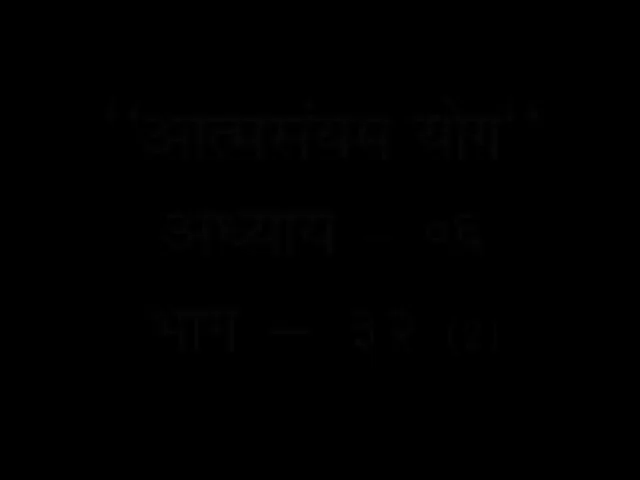 ''आत्मसंयम योग''
अध्याय - ०६
भाग - ३२